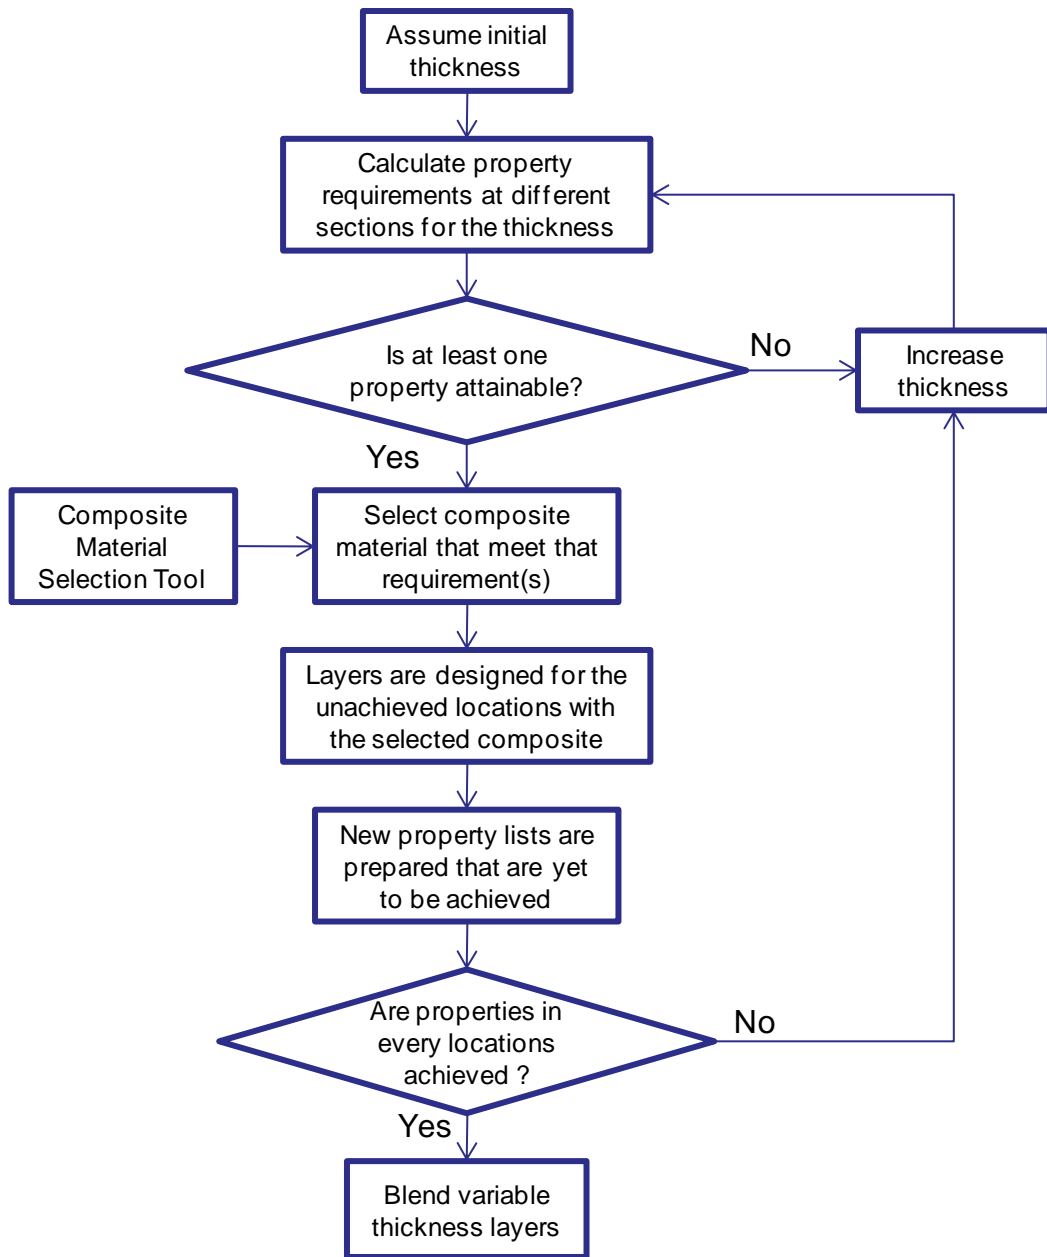 Assume initial
thickness
Calculate property
requirements at different
sections for the thickness
Is at least one
property attainable?
No
Increase
thickness
Yes
Composite
Material
Selection Tool
Select composite
material that meet that
requirement(s)
Layers are designed for the
unachieved locations with
the selected composite
New property lists are
prepared that are yet
to be achieved
Are properties in
every locations
achieved ?
No
Yes
Blend variable
thickness layers